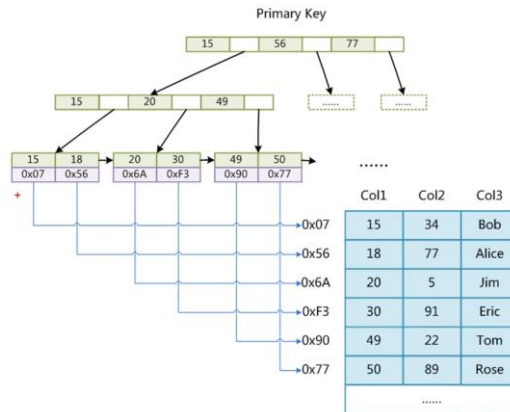 Primary Key
15 56 77
15 20 49
...... ......
15 18 20 30 49 50
0x07 0x56 0x6A 0xF3 0x90 0x77
......
+
Col1 Col2 Col3
0x07 15 34 Bob
0x56 18 77 Alice
0x6A 20 5 Jim
0xF3 30 91 Eric
0x90 49 22 Tom
0x77 50 89 Rose
......